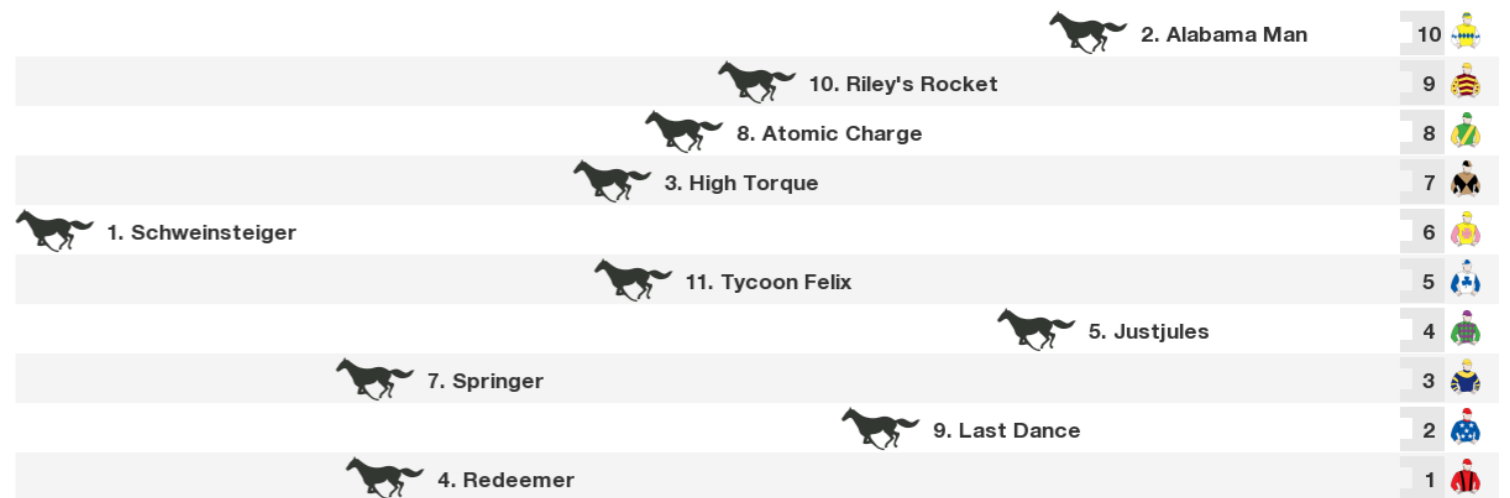 2. Alabama Man 10
10. Riley's Rocket 9
8. Atomic Charge 8
3. High Torque 7
1. Schweinsteiger 6
11. Tycoon Felix 5
5. Justjules 4
7. Springer 3
9. Last Dance 2
4. Redeemer 1